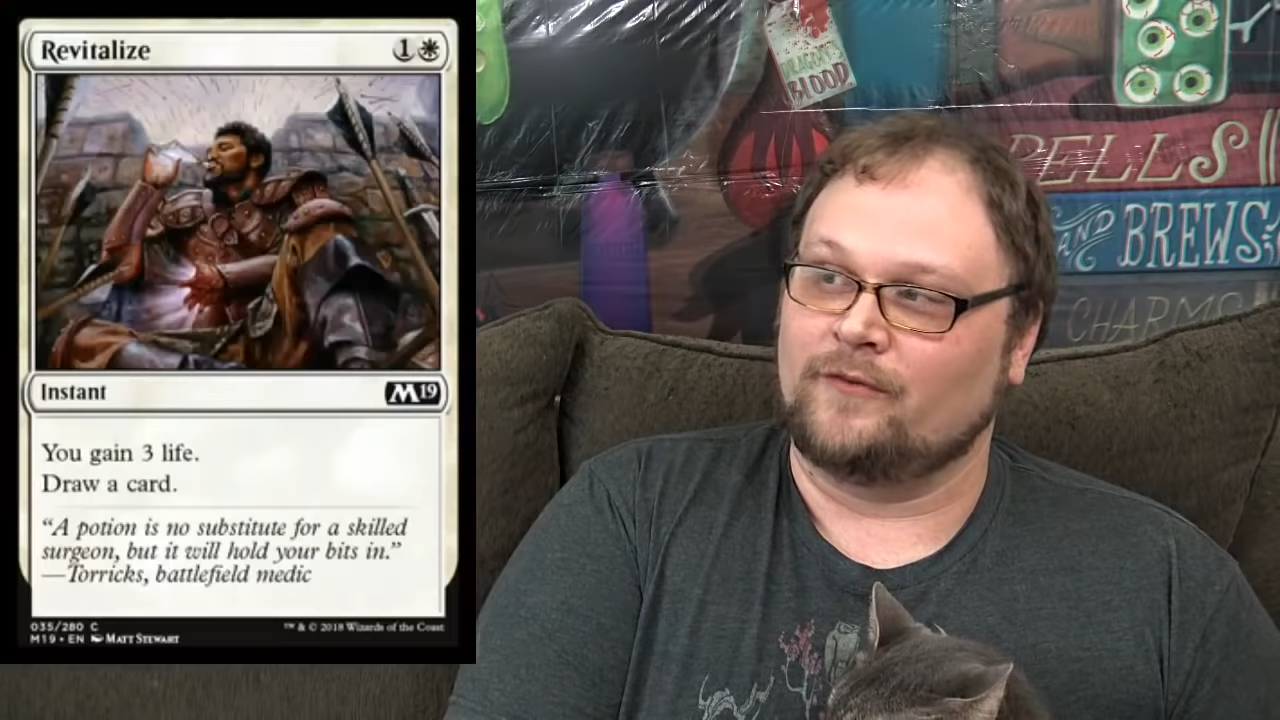 Revitalize
1
Instant
M19
You gain 3 life.
Draw a card.
“A potion is no substitute for a skilled
surgeon, but it will hold your bits in.”
—Torricks, battlefield medic
035/280 C
M19 • EN Matt Stewart
™ & © 2018 Wizards of the Coast
BLOOD
AND BREWS
CHARMS